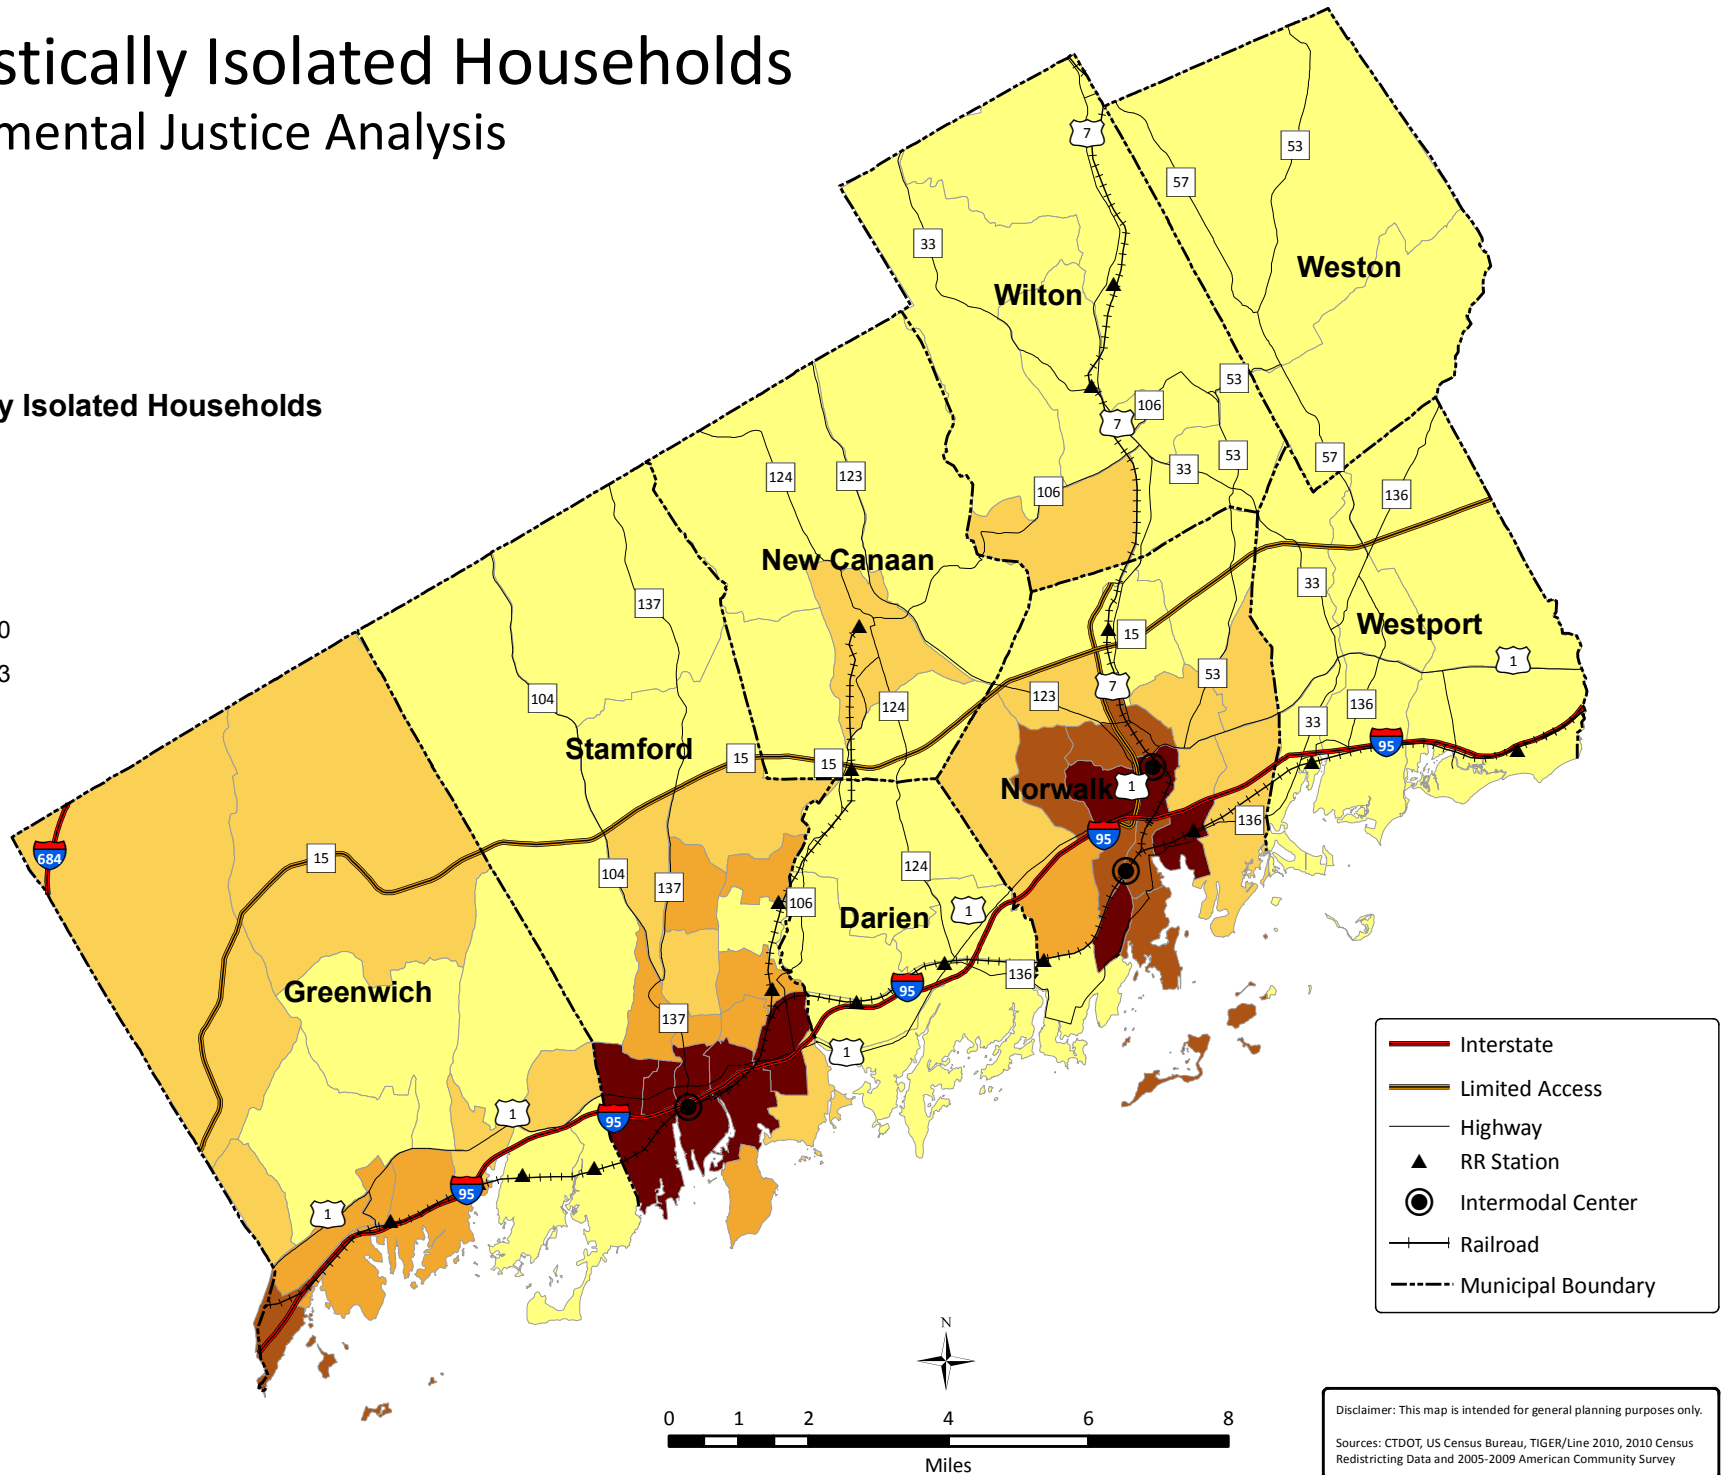 stically Isolated Households
mental Justice Analysis
y Isolated Households
0
3
7
53
57
33
Weston
Wilton
53
106
7
53
33
57
124
123
106
136
New Canaan
33
137
15
Westport
1
53
7
123
104
124
136
33
Stamford
15
15
95
1
Norwalk
136
95
684
15
104
137
124
106
1
Darien
136
95
Greenwich
137
1
1
95
95
1
Interstate
Limited Access
Highway
RR Station
Intermodal Center
Railroad
Municipal Boundary
N
0 1 2 4 6 8
Miles
Disclaimer: This map is intended for general planning purposes only.
Sources: CTDOT, US Census Bureau, TIGER/Line 2010, 2010 Census
Redistricting Data and 2005-2009 American Community Survey